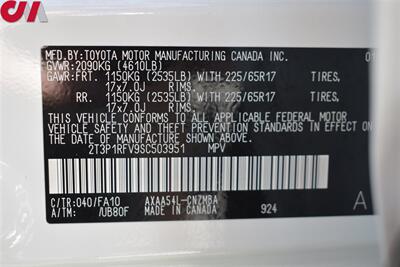 DIA
MFD BY:TOYOTA MOTOR MANUFACTURING CANADA INC. 01
GVWR: 2090KG (4610LB)
GAWR:FRT. 1150KG (2535LB) WITH 225/65R17 TIRES,
17x7.0J RIMS.
RR. 1150KG (2535LB) WITH 225/65R17 TIRES,
17x7.0J RIMS.
THIS VEHICLE CONFORMS TO ALL APPLICABLE FEDERAL MOTOR
VEHICLE SAFETY AND THEFT PREVENTION STANDARDS IN EFFECT ON
THE DATE OF MANUFACTURE SHOWN ABOVE.
2T3P1RFV9SC503951 MPV
C/TR:040/FA10 AXAA54L-CNZMBA
A/TM: /UB80F MADE IN CANADA 924 A